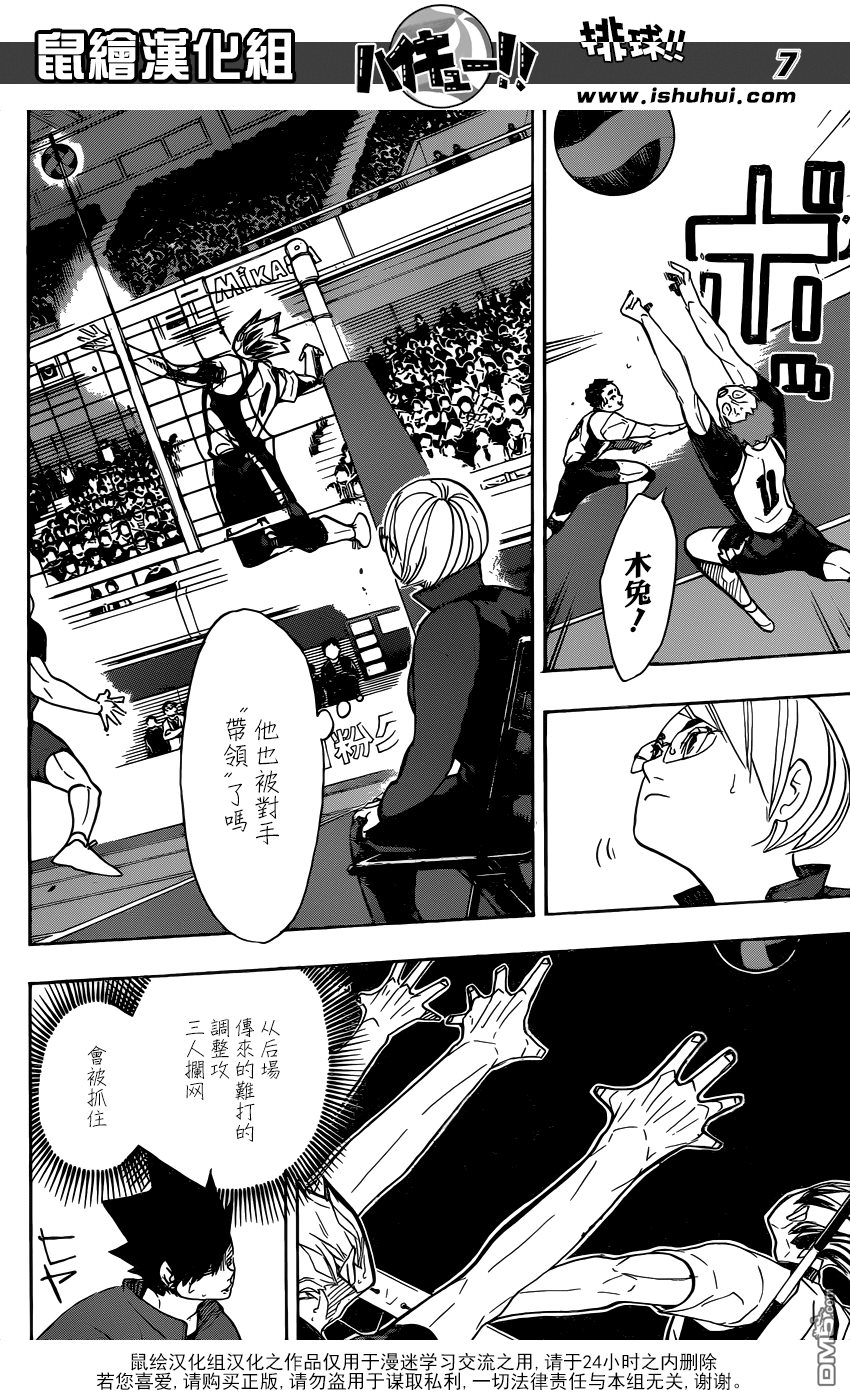 鼠繪漢化組
ハイキュー!!
排球!!
7
www.ishuhui.com
木兔!
MiKA
他也被對手
“帶領”了嗎
粉
从后場
傳來的難打的
調整攻
三人攔网
會被抓住
鼠绘汉化组汉化之作品仅用于漫迷学习交流之用, 请于24小时之内删除
若您喜爱, 请购买正版, 请勿盗用于谋取私利, 一切法律责任与本组无关, 谢谢。
DM5.com